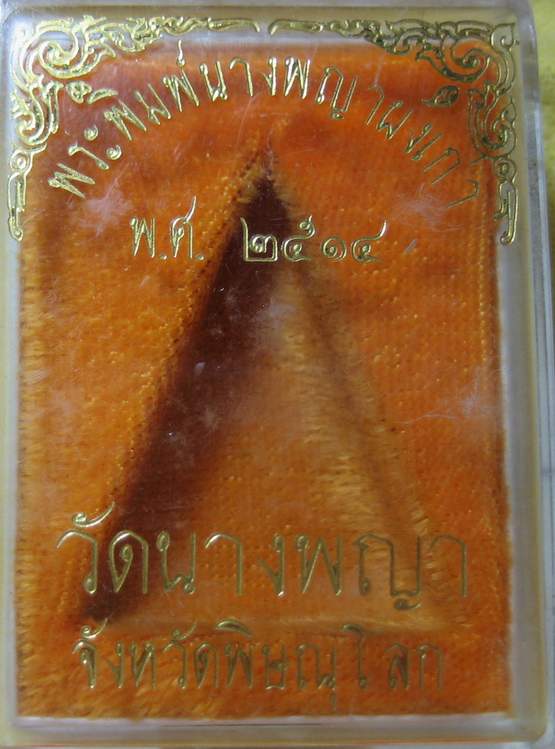 พระพิมพ์นางพญาผงเก่า
พ.ศ. ๒๕๑๔
วัดนางพญา
จังหวัดพิษณุโลก